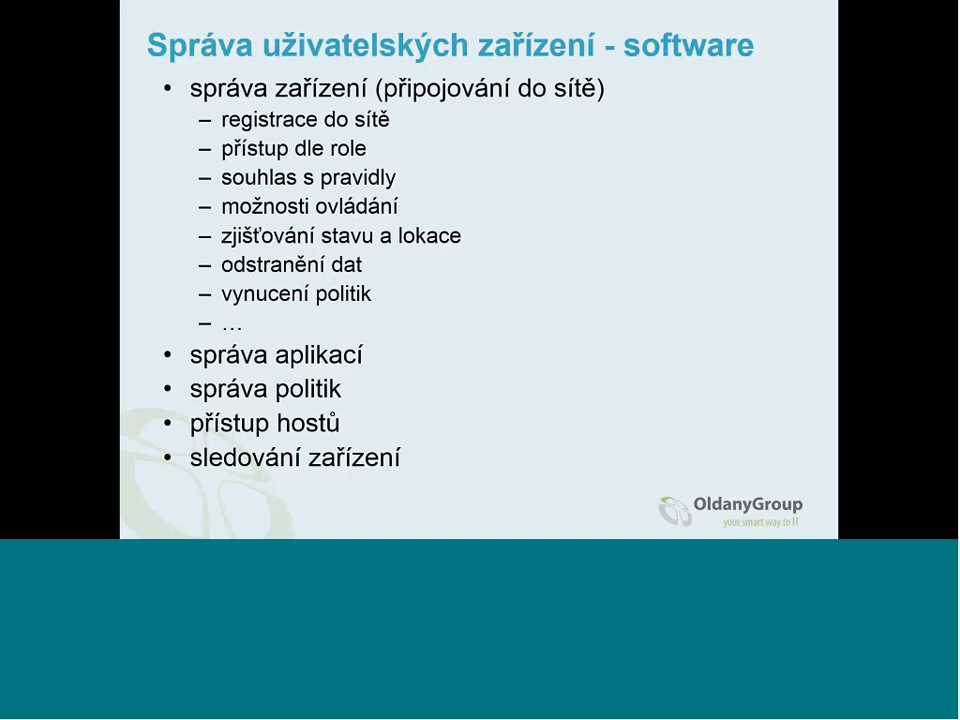 Správa uživatelských zařízení - software
• správa zařízení (připojování do sítě)
– registrace do sítě
– přístup dle role
– souhlas s pravidly
– možnosti ovládání
– zjišťování stavu a lokace
– odstranění dat
– vynucení politik
– …
• správa aplikací
• správa politik
• přístup hostů
• sledování zařízení
OldanyGroup
your smart way to IT